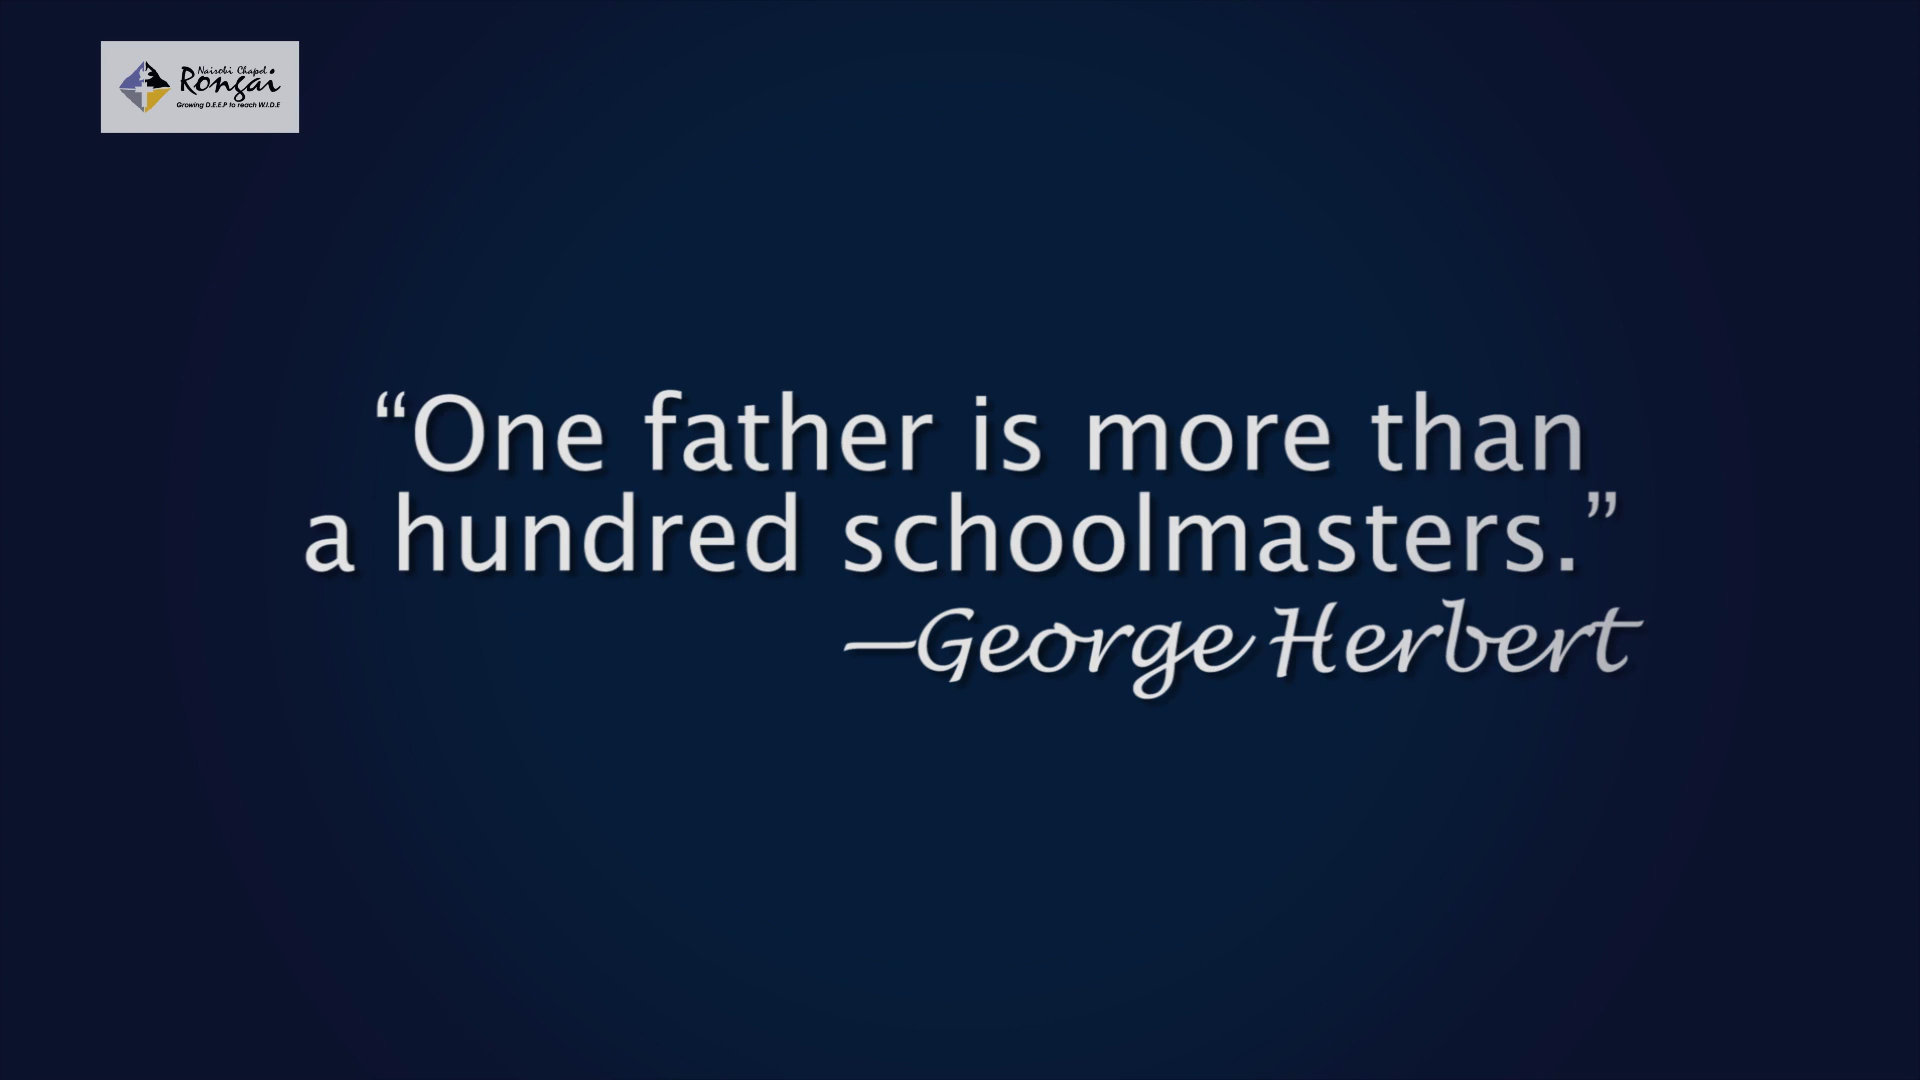 Nairobi Chapel
Rongai
Growing D.E.E.P to reach W.I.D.E
“One father is more than
a hundred schoolmasters.”
—George Herbert